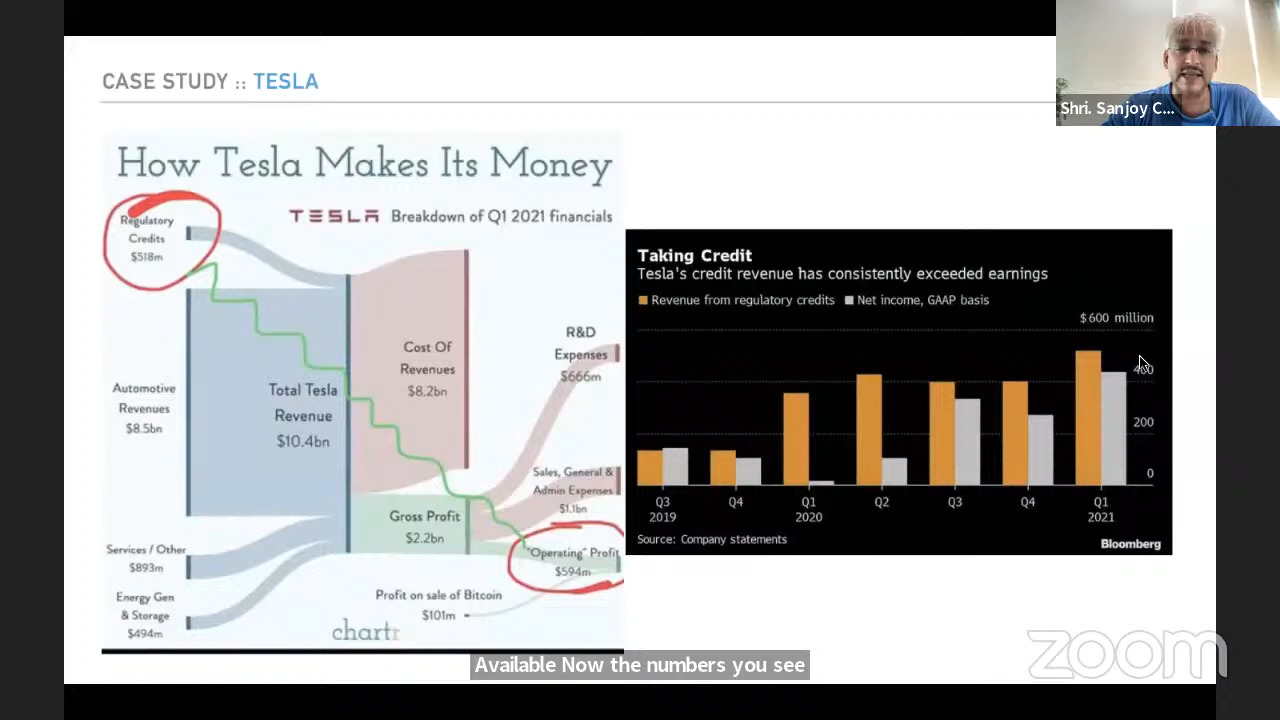 CASE STUDY :: TESLA
Shri. Sanjoy C...
How Tesla Makes Its Money
TESLA Breakdown of Q1 2021 financials
Regulatory
Credits
$518m
Automotive
Revenues
$8.5bn
Services / Other
$893m
Energy Gen
& Storage
$494m
Total Tesla
Revenue
$10.4bn
Cost Of
Revenues
$8.2bn
Gross Profit
$2.2bn
R&D
Expenses
$666m
Sales, General &
Admin Expenses
$1.1bn
"Operating" Profit
$594m
Profit on sale of Bitcoin
$101m
chartr
Taking Credit
Tesla's credit revenue has consistently exceeded earnings
Revenue from regulatory credits Net income, GAAP basis
$600 million
400
200
0
Q3 Q4 Q1 Q2 Q3 Q4 Q1
2019 2020 2021
Source: Company statements
Bloomberg
Available Now the numbers you see
zoom